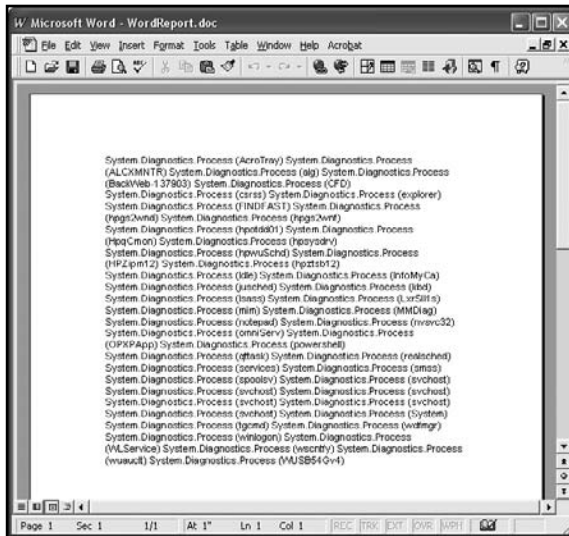 Microsoft Word - WordReport.doc
File Edit View Insert Format Tools Table Window Help Acrobat
System.Diagnostics.Process (AcroTray) System.Diagnostics.Process
(ALCXMNTR) System.Diagnostics.Process (alg) System.Diagnostics.Process
(BackWeb-137903) System.Diagnostics.Process (CFD)
System.Diagnostics.Process (csrss) System.Diagnostics.Process (explorer)
System.Diagnostics.Process (FINDFAST) System.Diagnostics.Process
(hpgs2wnd) System.Diagnostics.Process (hpgs2wnf)
System.Diagnostics.Process (hpotdd01) System.Diagnostics.Process
(HpqCmon) System.Diagnostics.Process (hpsysdrv)
System.Diagnostics.Process (hpwuSchd) System.Diagnostics.Process
(HPZipm12) System.Diagnostics.Process (hpztsb12)
System.Diagnostics.Process (Idle) System.Diagnostics.Process (InfoMyCa)
System.Diagnostics.Process (jusched) System.Diagnostics.Process (kbd)
System.Diagnostics.Process (lsass) System.Diagnostics.Process
System.Diagnostics.Process (mim) System.Diagnostics.Process (MMDiag)
System.Diagnostics.Process (notepad) System.Diagnostics.Process (nvsvc32)
System.Diagnostics.Process (omniServ) System.Diagnostics.Process
(OPXPApp) System.Diagnostics.Process (powershell)
System.Diagnostics.Process (qttask) System.Diagnostics.Process (realsched)
System.Diagnostics.Process (services) System.Diagnostics.Process (smss)
System.Diagnostics.Process (spoolsv) System.Diagnostics.Process (svchost)
System.Diagnostics.Process (svchost) System.Diagnostics.Process (svchost)
System.Diagnostics.Process (svchost) System.Diagnostics.Process (svchost)
System.Diagnostics.Process (svchost) System.Diagnostics.Process (System)
System.Diagnostics.Process (tgcmd) System.Diagnostics.Process (wdfmgr)
System.Diagnostics.Process (winlogon) System.Diagnostics.Process
(WLService) System.Diagnostics.Process (wscntfy) System.Diagnostics.Process
(wuauclt) System.Diagnostics.Process (WUSB54Gv4)
Page 1 Sec 1 1/1 At 1" Ln 1 Col 1 REC TRK EXT OVR WPH